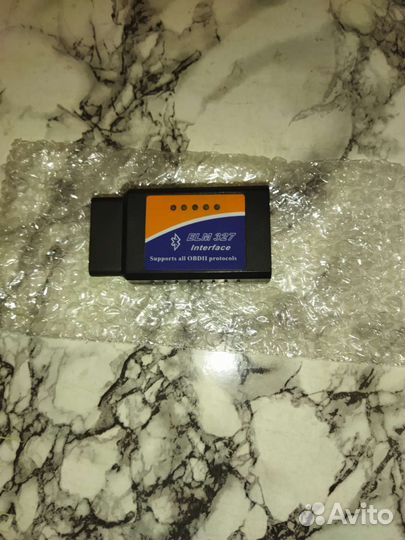 ELM 327
Interface
Supports all OBDII protocols
Avito